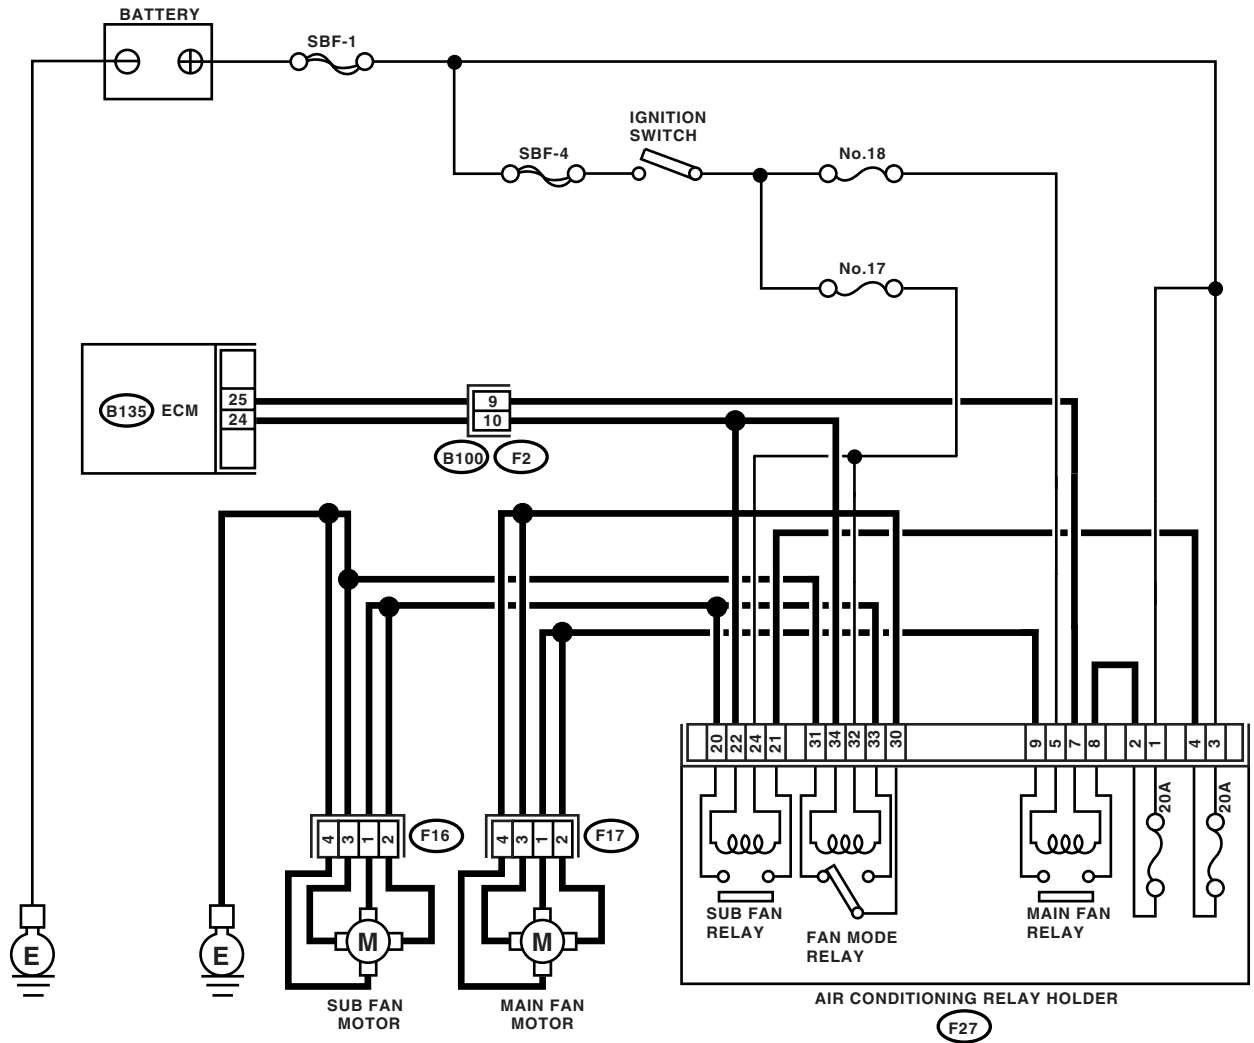 BATTERY
SBF-1
IGNITION
SWITCH
SBF-4
No.18
No.17
B135 ECM
25
24
9
10
B100 F2
20 22 24 21 31 34 32 33 30 9 5 7 8 2 1 4 3
20A 20A
4 3 1 2 F16
4 3 1 2 F17
SUB FAN
RELAY
FAN MODE
RELAY
MAIN FAN
RELAY
E
E
M
M
SUB FAN
MOTOR
MAIN FAN
MOTOR
AIR CONDITIONING RELAY HOLDER
F27